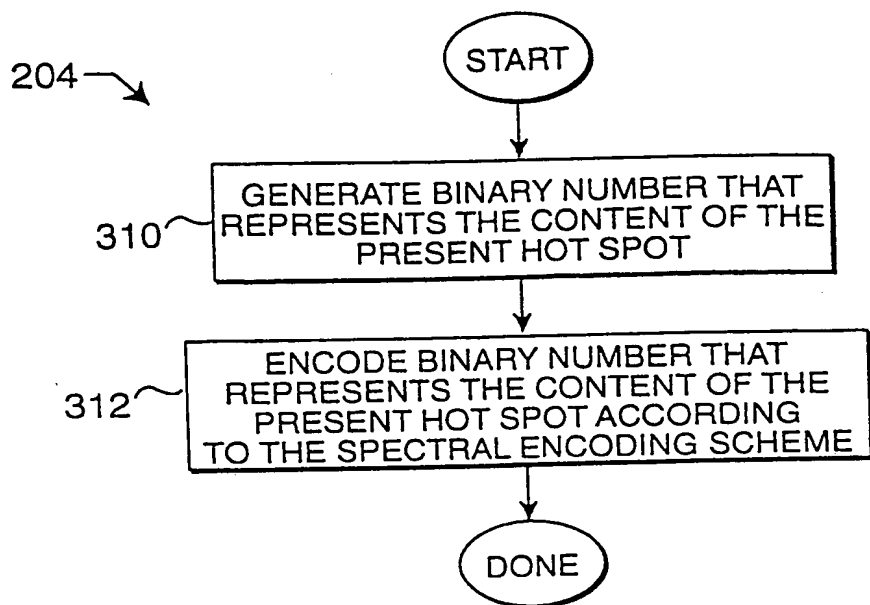 START
204
GENERATE BINARY NUMBER THAT
REPRESENTS THE CONTENT OF THE
PRESENT HOT SPOT.
310
ENCODE BINARY NUMBER THAT
REPRESENTS THE CONTENT OF THE
PRESENT HOT SPOT ACCORDING
TO THE SPECTRAL ENCODING SCHEME
312
DONE